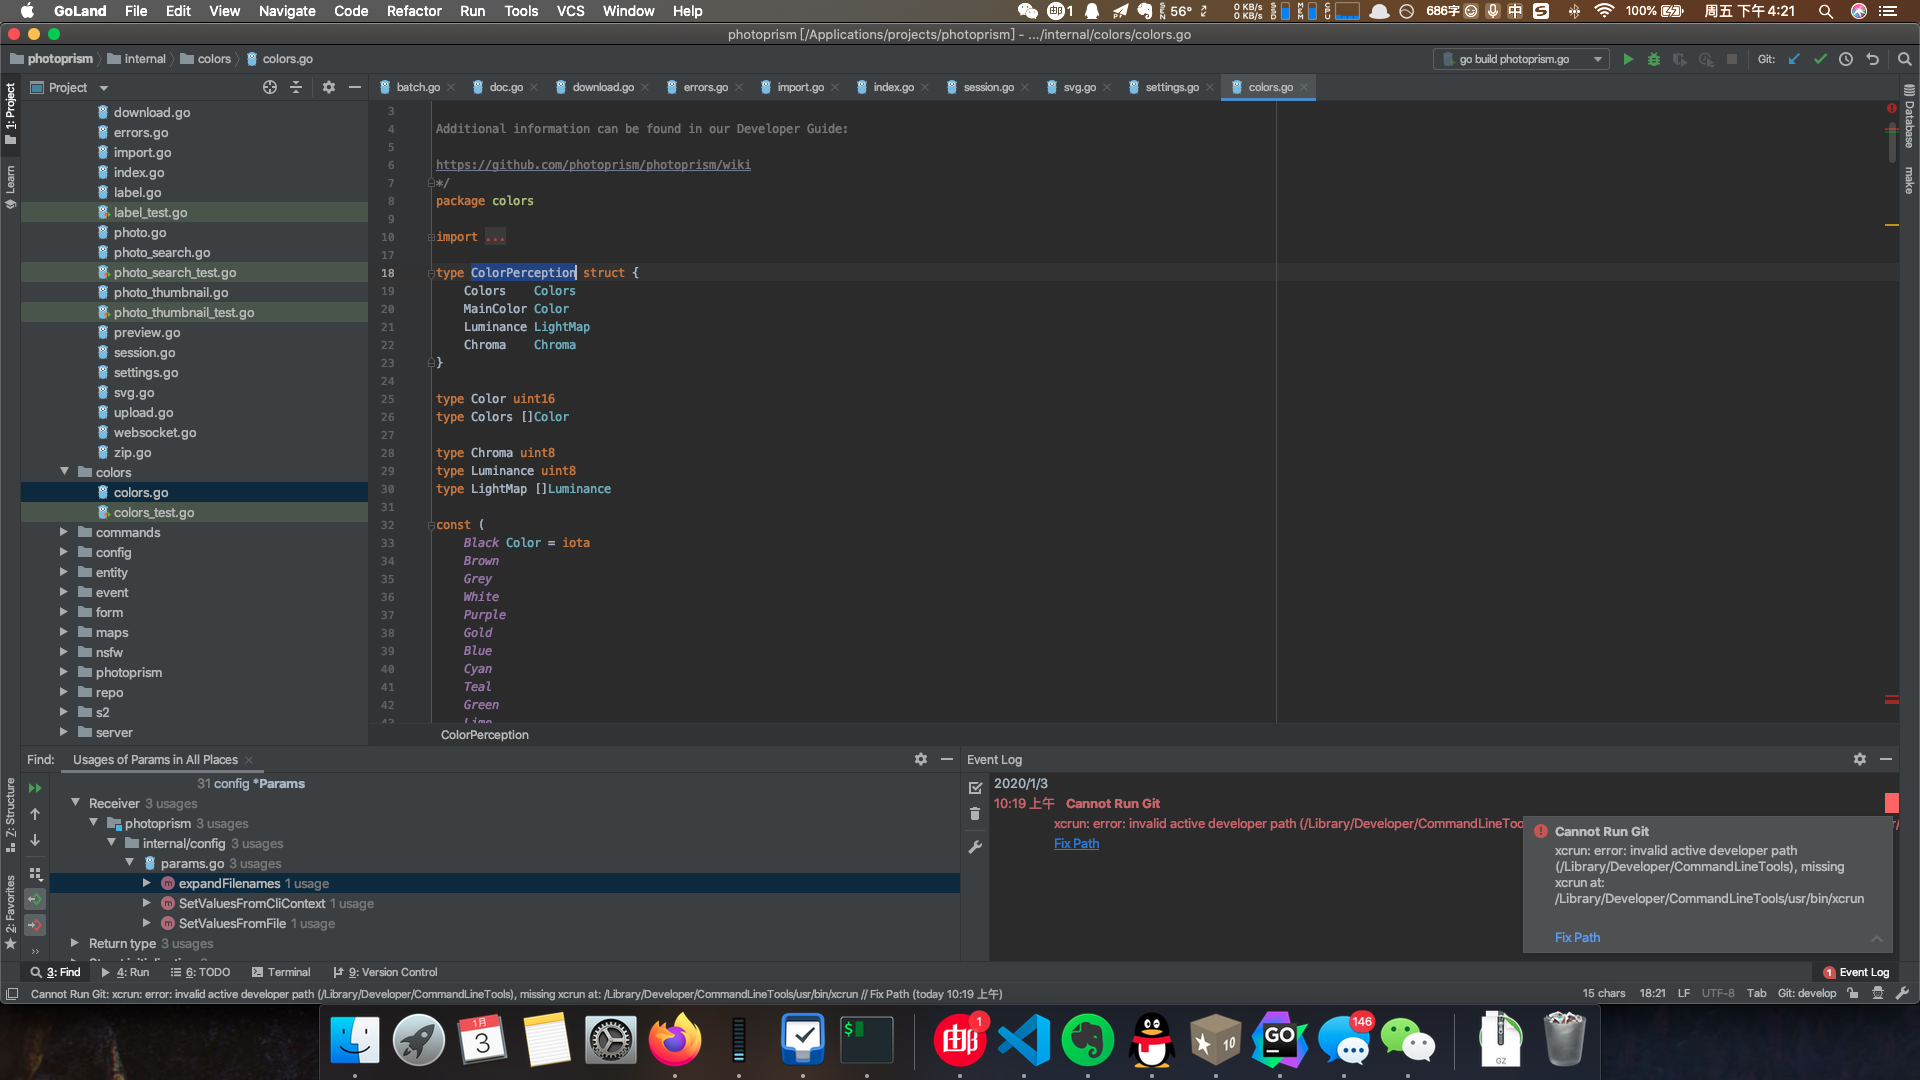 GoLand File Edit View Navigate Code Refactor Run Tools VCS Window Help
1 56° 0 KB/s 0 KB/s 686字 中 100% 周五 下午4:21
photoprism [/Applications/projects/photoprism] - .../internal/colors/colors.go
photoprism internal colors colors.go go build photoprism.go Git:
Project
batch.go doc.go download.go errors.go import.go index.go session.go svg.go settings.go colors.go
1: Project
Learn
Z: Structure
2: Favorites
Database
make
download.go
errors.go
import.go
index.go
label.go
label_test.go
photo.go
photo_search.go
photo_search_test.go
photo_thumbnail.go
photo_thumbnail_test.go
preview.go
session.go
settings.go
svg.go
upload.go
websocket.go
zip.go
colors
colors.go
colors_test.go
commands
config
entity
event
form
maps
nsfw
photoprism
repo
s2
server
3
4 Additional information can be found in our Developer Guide:
5
6 https://github.com/photoprism/photoprism/wiki
7 */
8 package colors
9
10 import ...
17
18 type ColorPerception struct {
19 Colors Colors
20 MainColor Color
21 Luminance LightMap
22 Chroma Chroma
23 }
24
25 type Color uint16
26 type Colors []Color
27
28 type Chroma uint8
29 type Luminance uint8
30 type LightMap []Luminance
31
32 const (
33 Black Color = iota
34 Brown
35 Grey
36 White
37 Purple
38 Gold
39 Blue
40 Cyan
41 Teal
42 Green
43 Lime
ColorPerception
Find: Usages of Params in All Places
31 config *Params
Receiver 3 usages
photoprism 3 usages
internal/config 3 usages
params.go 3 usages
expandFilenames 1 usage
SetValuesFromCliContext 1 usage
SetValuesFromFile 1 usage
Return type 3 usages
Event Log
2020/1/3
10:19 上午 Cannot Run Git
xcrun: error: invalid active developer path (/Library/Developer/CommandLineToo
Fix Path
Cannot Run Git
xcrun: error: invalid active developer path
(/Library/Developer/CommandLineTools), missing
xcrun at:
/Library/Developer/CommandLineTools/usr/bin/xcrun
Fix Path
3: Find 4: Run 6: TODO Terminal 9: Version Control 1 Event Log
Cannot Run Git: xcrun: error: invalid active developer path (/Library/Developer/CommandLineTools), missing xcrun at: /Library/Developer/CommandLineTools/usr/bin/xcrun // Fix Path (today 10:19 上午)
15 chars 18:21 LF UTF-8 Tab Git: develop
1月 3 $ 邮 1 10 GO 146 GZ